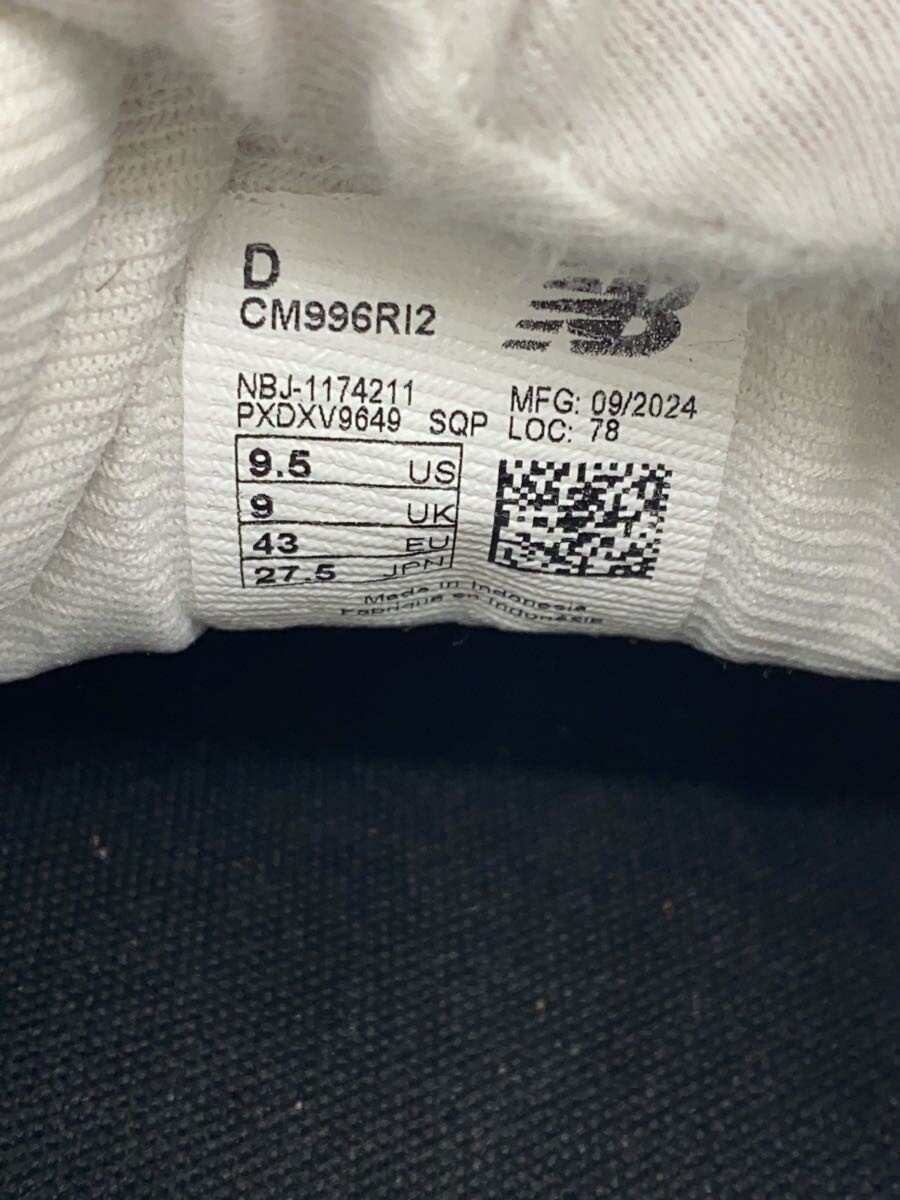 D
CM996RI2
NB
NBJ-1174211
PXDXV9649 SQP
MFG: 09/2024
LOC: 78
9.5 US
9 UK
43 EU
27.5 JPN
Made in Indonesia
Fabriqué en Indonésie